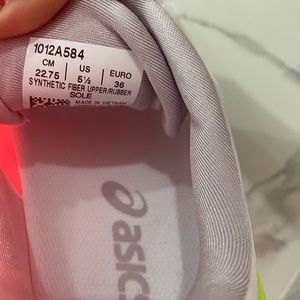 1012A584
CM US EURO
22.75 5½ 36
SYNTHETIC FIBER UPPER/RUBBER
SOLE
MADE IN VIETNAM
asics